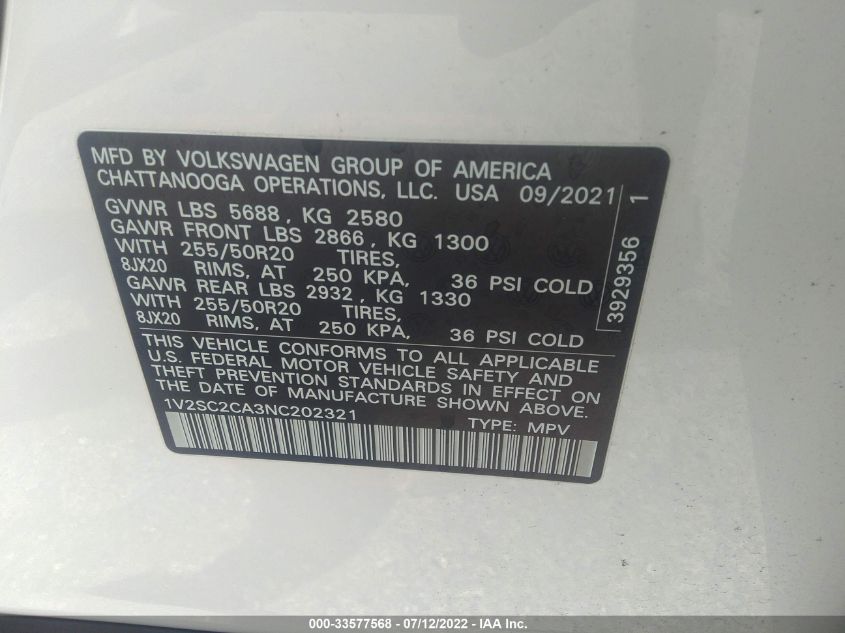 MFD BY VOLKSWAGEN GROUP OF AMERICA
CHATTANOOGA OPERATIONS, LLC. USA 09/2021
GVWR LBS 5688, KG 2580
GAWR FRONT LBS 2866, KG 1300
WITH 255/50R20 TIRES,
8JX20 RIMS, AT 250 KPA, 36 PSI COLD
GAWR REAR LBS 2932, KG 1330
WITH 255/50R20 TIRES,
8JX20 RIMS, AT 250 KPA, 36 PSI COLD
THIS VEHICLE CONFORMS TO ALL APPLICABLE
U.S. FEDERAL MOTOR VEHICLE SAFETY AND
THEFT PREVENTION STANDARDS IN EFFECT ON
THE DATE OF MANUFACTURE SHOWN ABOVE.
1V2SC2CA3NC202321
TYPE: MPV
3929356 1
000-33577568 - 07/12/2022 - IAA Inc.